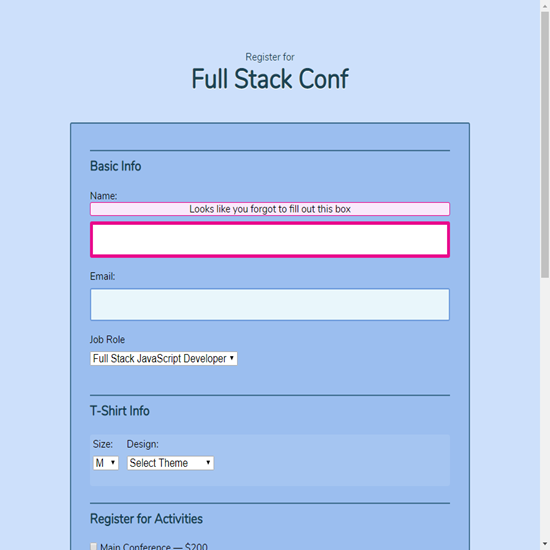 Register for
Full Stack Conf
Basic Info
Name:
Looks like you forgot to fill out this box
Email:
Job Role
Full Stack JavaScript Developer
T-Shirt Info
Size: Design:
M Select Theme
Register for Activities
Main Conference — $200